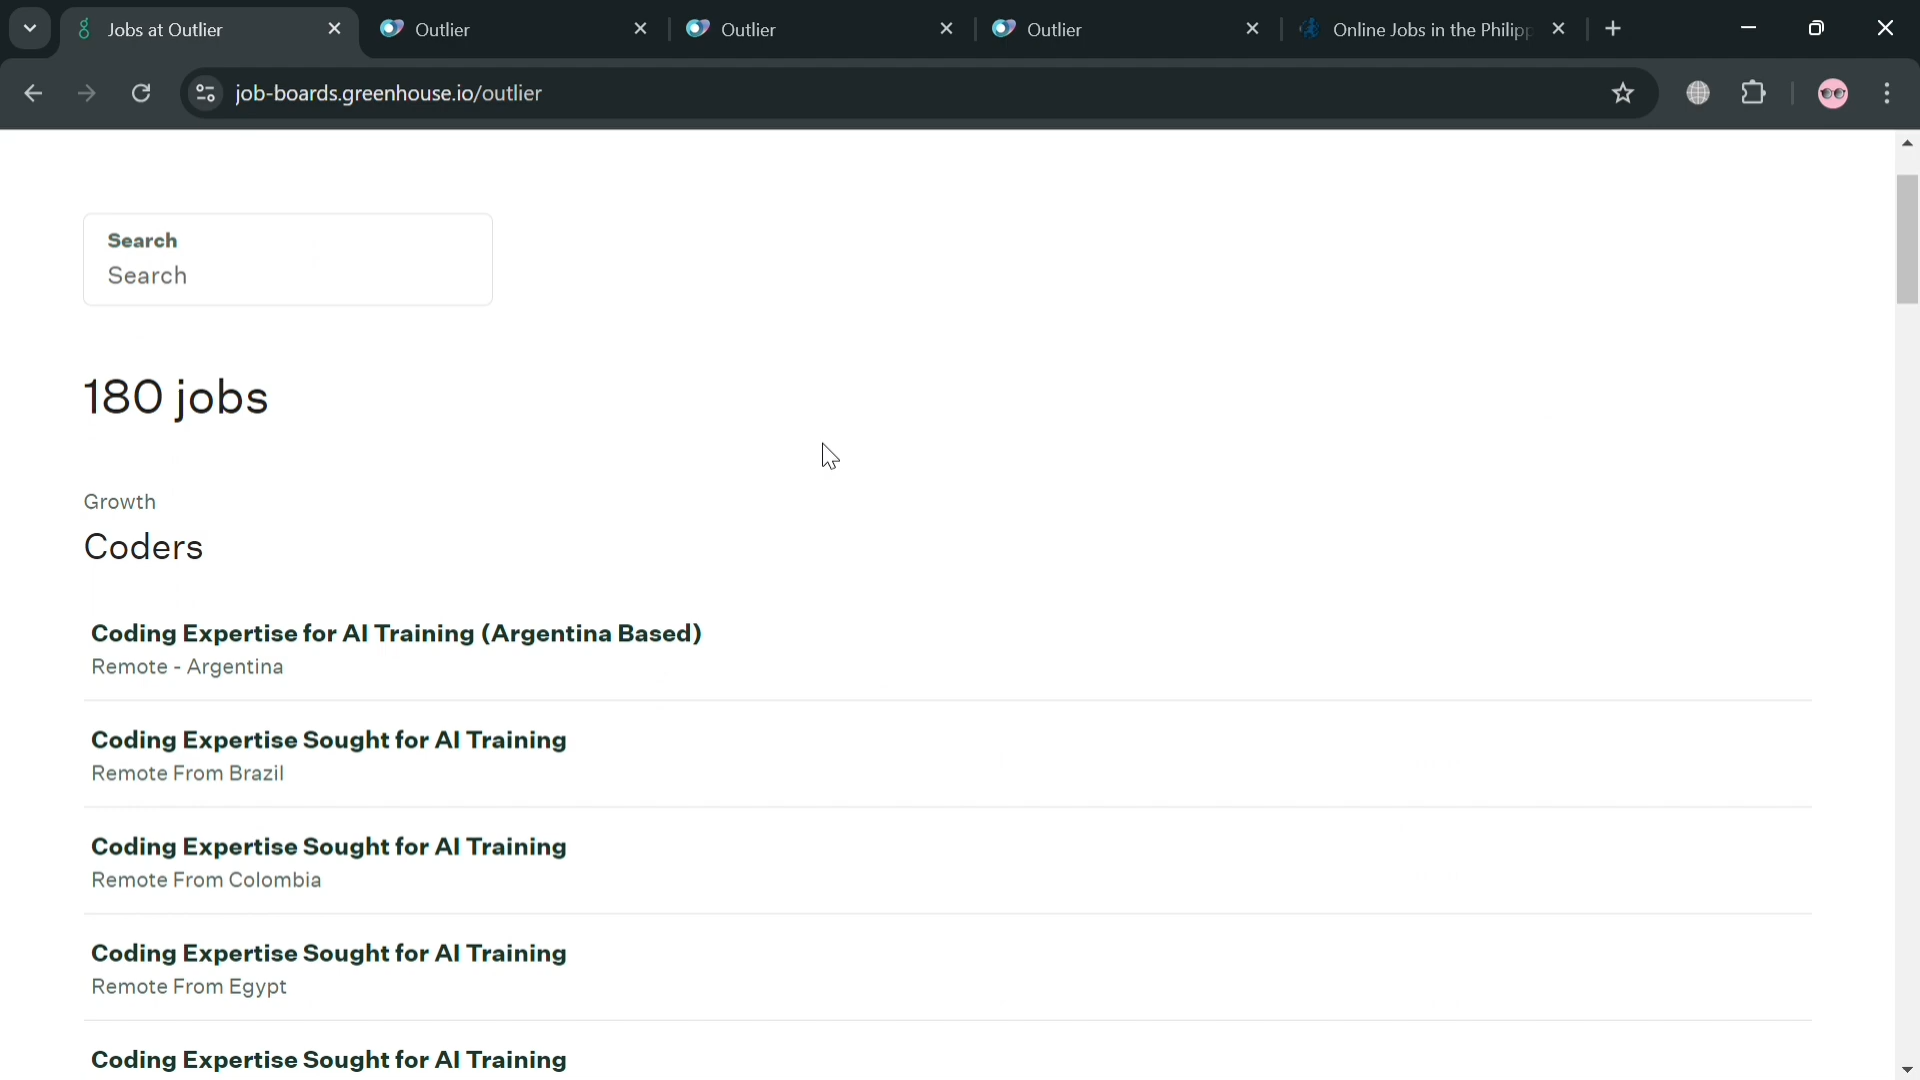 Jobs at Outlier
Outlier
Outlier
Outlier
Online Jobs in the Philipp
job-boards.greenhouse.io/outlier
Search
Search
180 jobs
Growth
Coders
Coding Expertise for AI Training (Argentina Based)
Remote - Argentina
Coding Expertise Sought for AI Training
Remote From Brazil
Coding Expertise Sought for AI Training
Remote From Colombia
Coding Expertise Sought for AI Training
Remote From Egypt
Coding Expertise Sought for AI Training